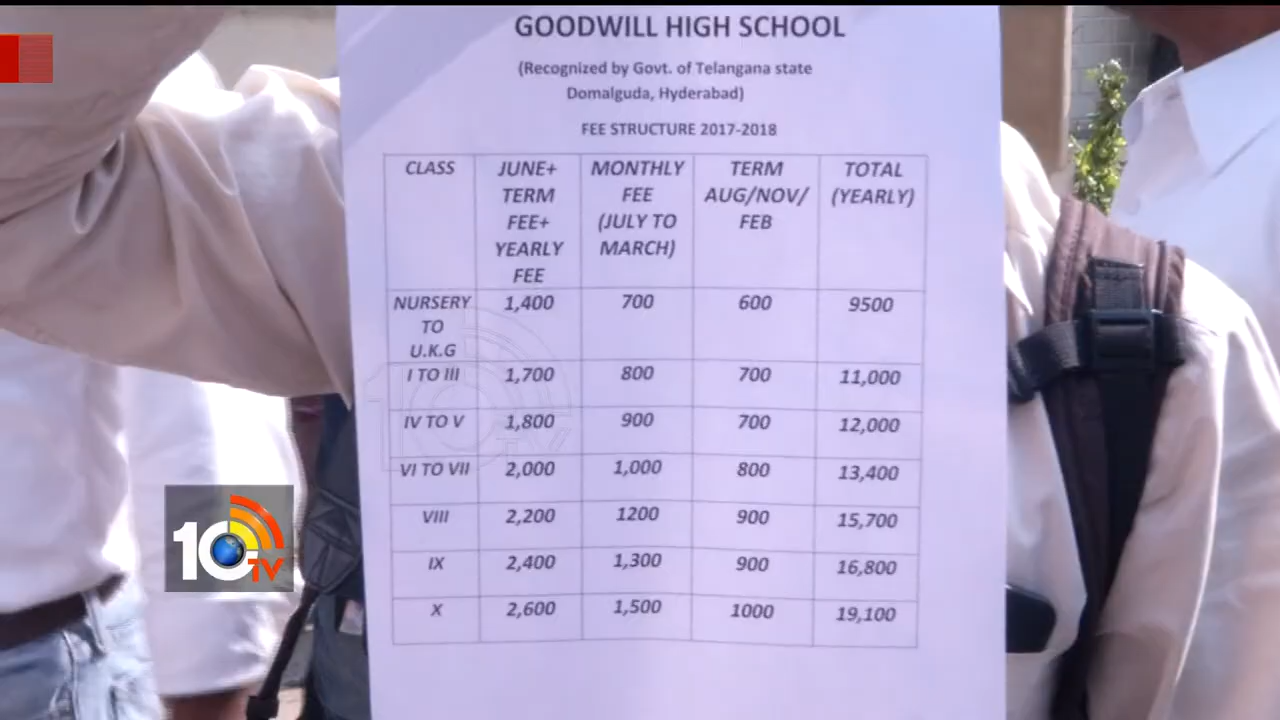 GOODWILL HIGH SCHOOL
(Recognized by Govt. of Telangana state
Domalguda, Hyderabad)
FEE STRUCTURE 2017-2018
CLASS JUNE+ TERM FEE+ YEARLY FEE MONTHLY FEE (JULY TO MARCH) TERM AUG/NOV/ FEB TOTAL (YEARLY)
NURSERY TO U.K.G 1,400 700 600 9500
I TO III 1,700 800 700 11,000
IV TO V 1,800 900 700 12,000
VI TO VII 2,000 1,000 800 13,400
VIII 2,200 1200 900 15,700
IX 2,400 1,300 900 16,800
X 2,600 1,500 1000 19,100
10TV